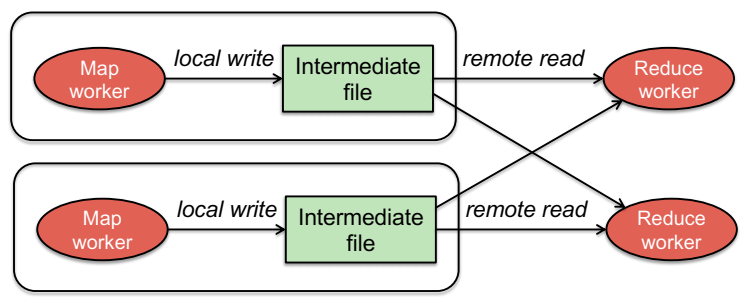 Map
worker
local write
Intermediate
file
remote read
Reduce
worker
Map
worker
local write
Intermediate
file
remote read
Reduce
worker